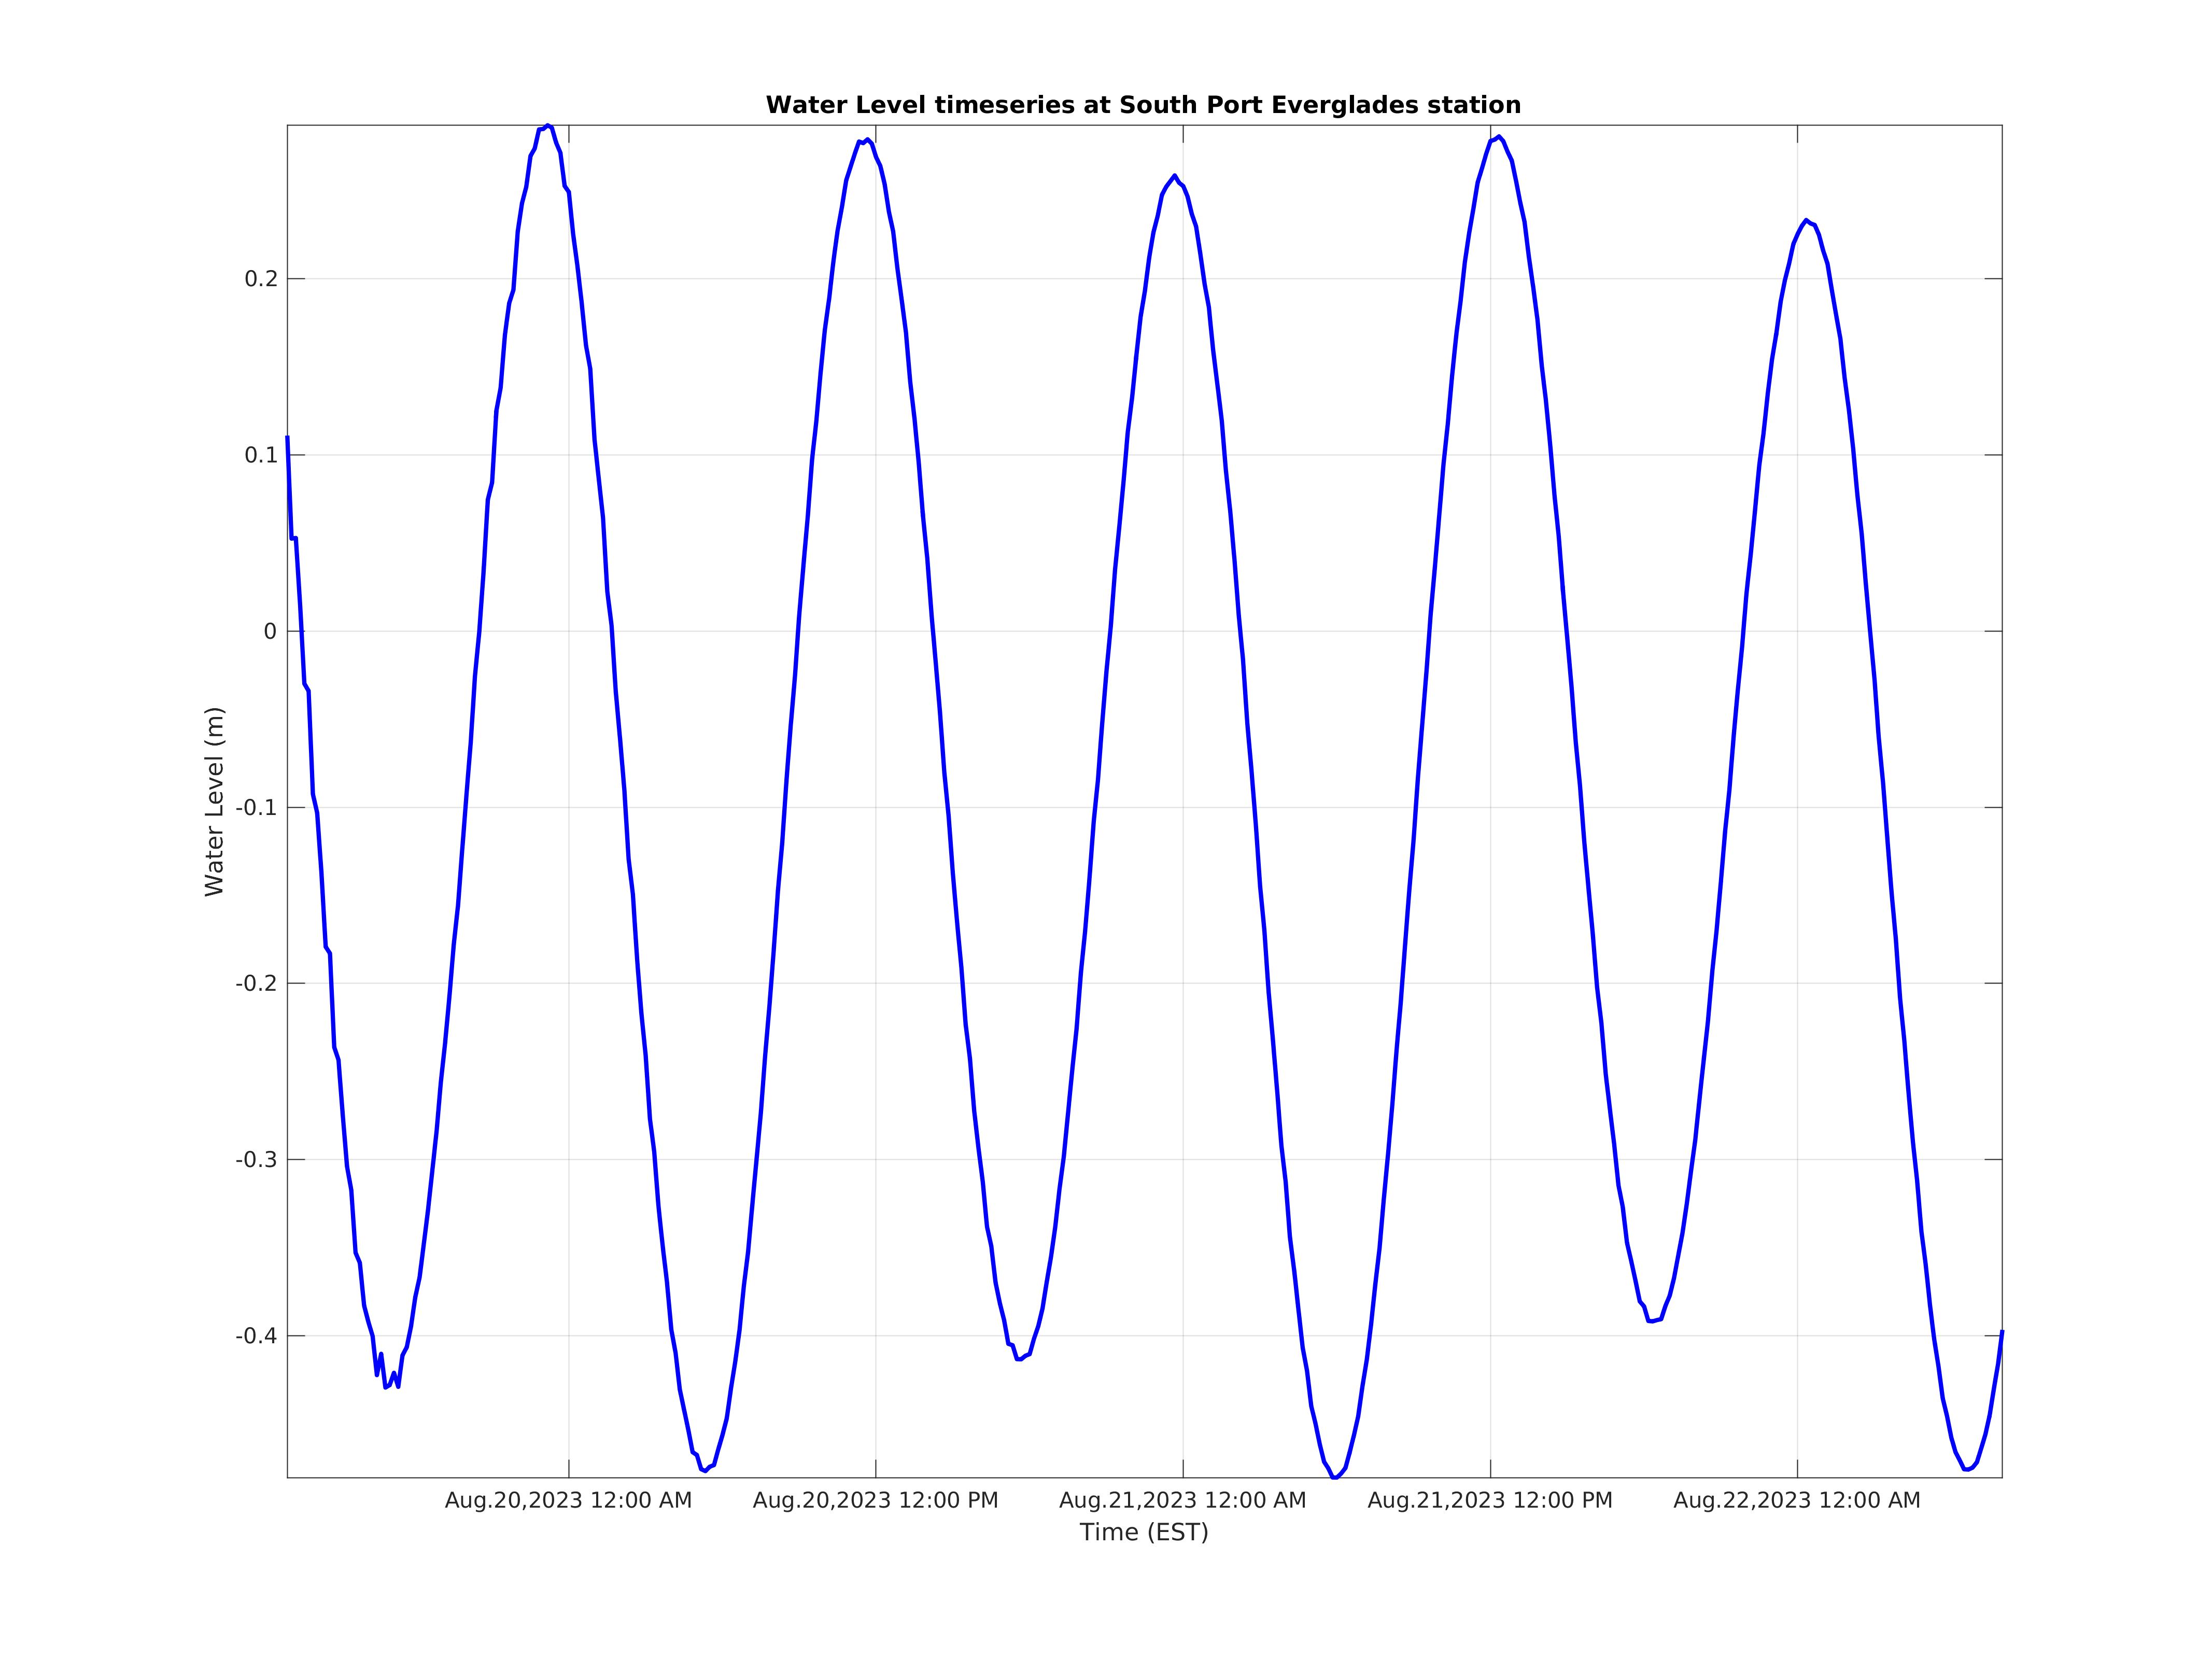 Water Level timeseries at South Port Everglades station
0.2
0.1
0
-0.1
-0.2
-0.3
-0.4
Water Level (m)
Aug.20,2023 12:00 AM
Aug.20,2023 12:00 PM
Aug.21,2023 12:00 AM
Aug.21,2023 12:00 PM
Aug.22,2023 12:00 AM
Time (EST)